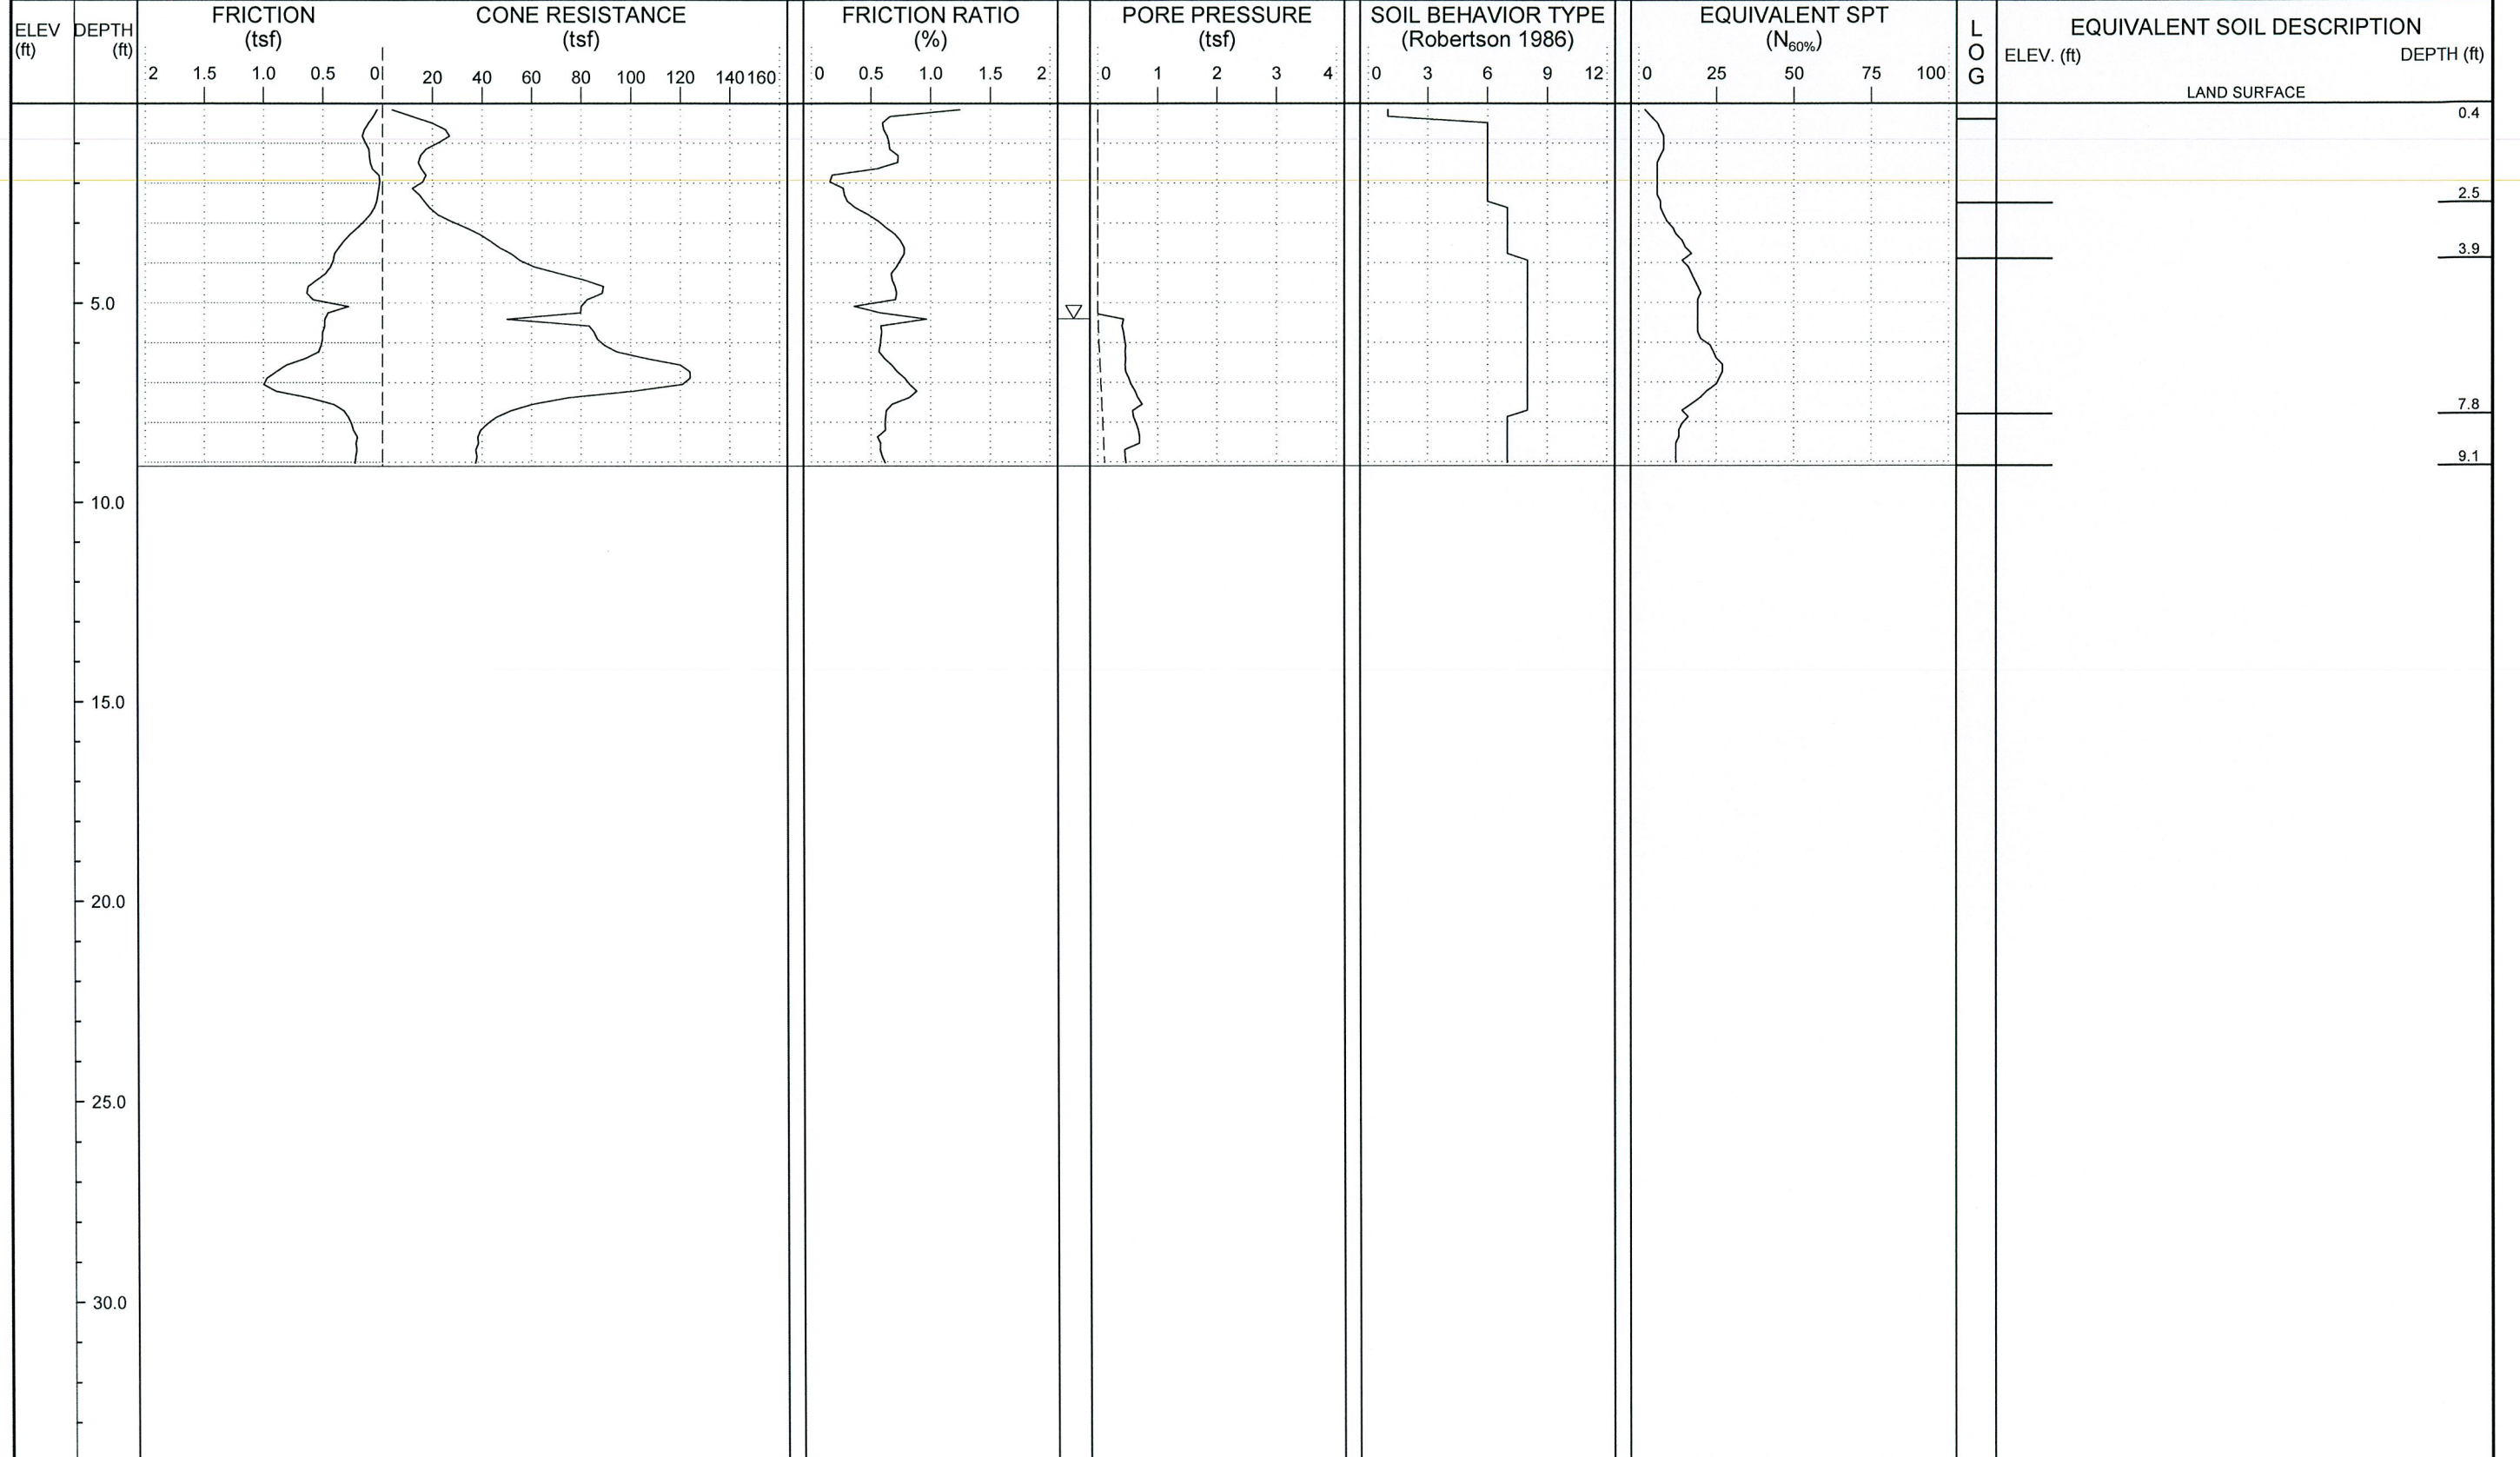 ELEV
(ft)
DEPTH
(ft)
FRICTION
(tsf)
2 1.5 1.0 0.5 0
CONE RESISTANCE
(tsf)
20 40 60 80 100 120 140 160
FRICTION RATIO
(%)
0 0.5 1.0 1.5 2
PORE PRESSURE
(tsf)
0 1 2 3 4
SOIL BEHAVIOR TYPE
(Robertson 1986)
0 3 6 9 12
EQUIVALENT SPT
(N60%)
0 25 50 75 100
L
O
G
EQUIVALENT SOIL DESCRIPTION
ELEV. (ft) DEPTH (ft)
LAND SURFACE
0.4
2.5
3.9
5.0
7.8
9.1
10.0
15.0
20.0
25.0
30.0